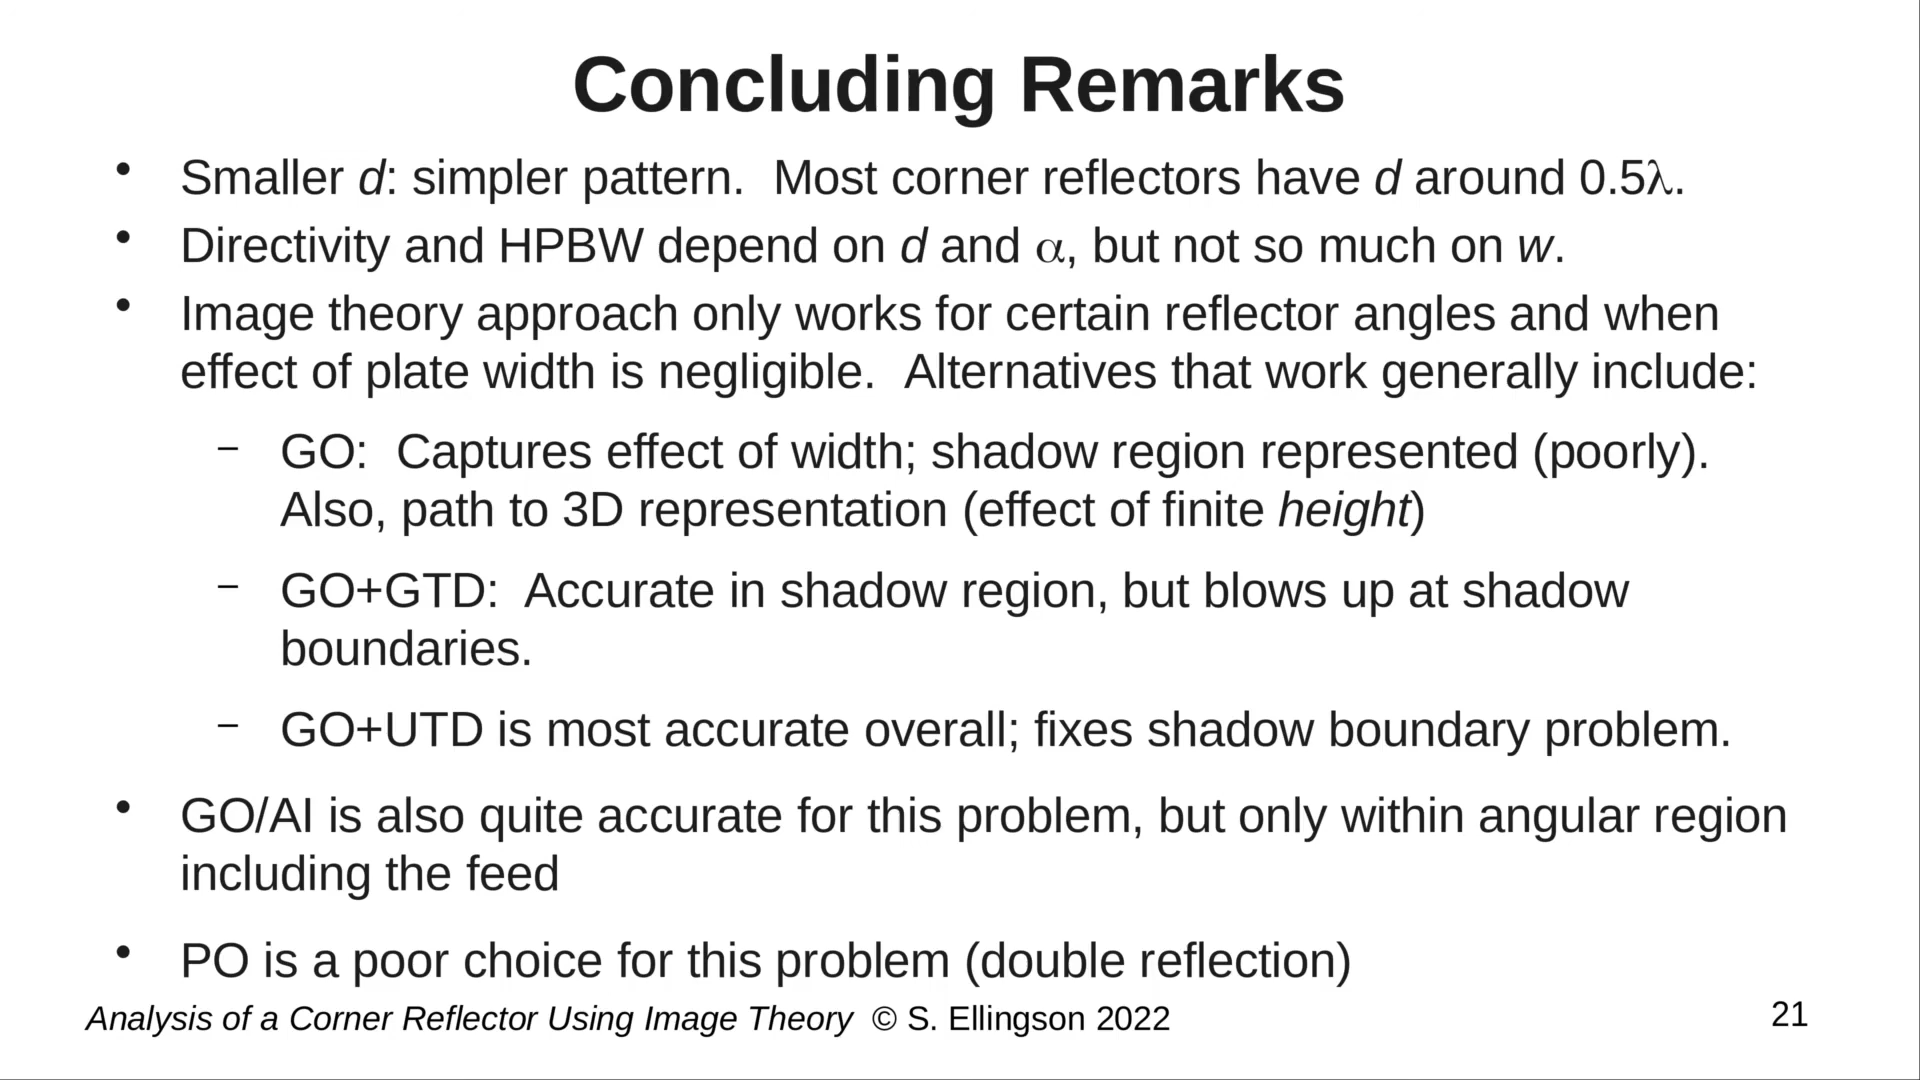 Concluding Remarks
• Smaller d: simpler pattern.  Most corner reflectors have d around 0.5λ.
• Directivity and HPBW depend on d and α, but not so much on w.
• Image theory approach only works for certain reflector angles and when
effect of plate width is negligible.  Alternatives that work generally include:
– GO:  Captures effect of width; shadow region represented (poorly).
Also, path to 3D representation (effect of finite height)
– GO+GTD:  Accurate in shadow region, but blows up at shadow
boundaries.
– GO+UTD is most accurate overall; fixes shadow boundary problem.
• GO/AI is also quite accurate for this problem, but only within angular region
including the feed
• PO is a poor choice for this problem (double reflection)
Analysis of a Corner Reflector Using Image Theory  © S. Ellingson 2022
21